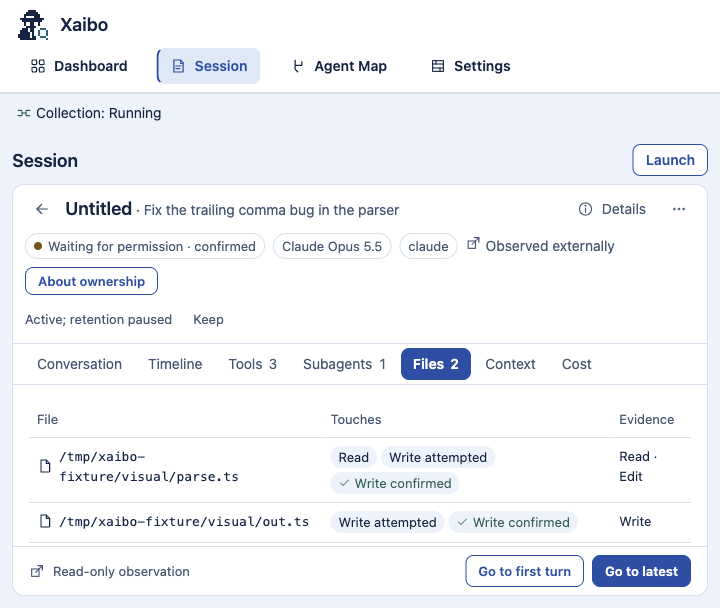 Xaibo
Dashboard Session Agent Map Settings
Collection: Running
Session Launch
Untitled · Fix the trailing comma bug in the parser Details ···
Waiting for permission · confirmed Claude Opus 5.5 claude Observed externally
About ownership
Active; retention paused Keep
Conversation Timeline Tools 3 Subagents 1 Files 2 Context Cost
File Touches Evidence
/tmp/xaibo- Read Write attempted Read ·
fixture/visual/parse.ts Write confirmed Edit
/tmp/xaibo-fixture/visual/out.ts Write attempted Write confirmed Write
Read-only observation Go to first turn Go to latest